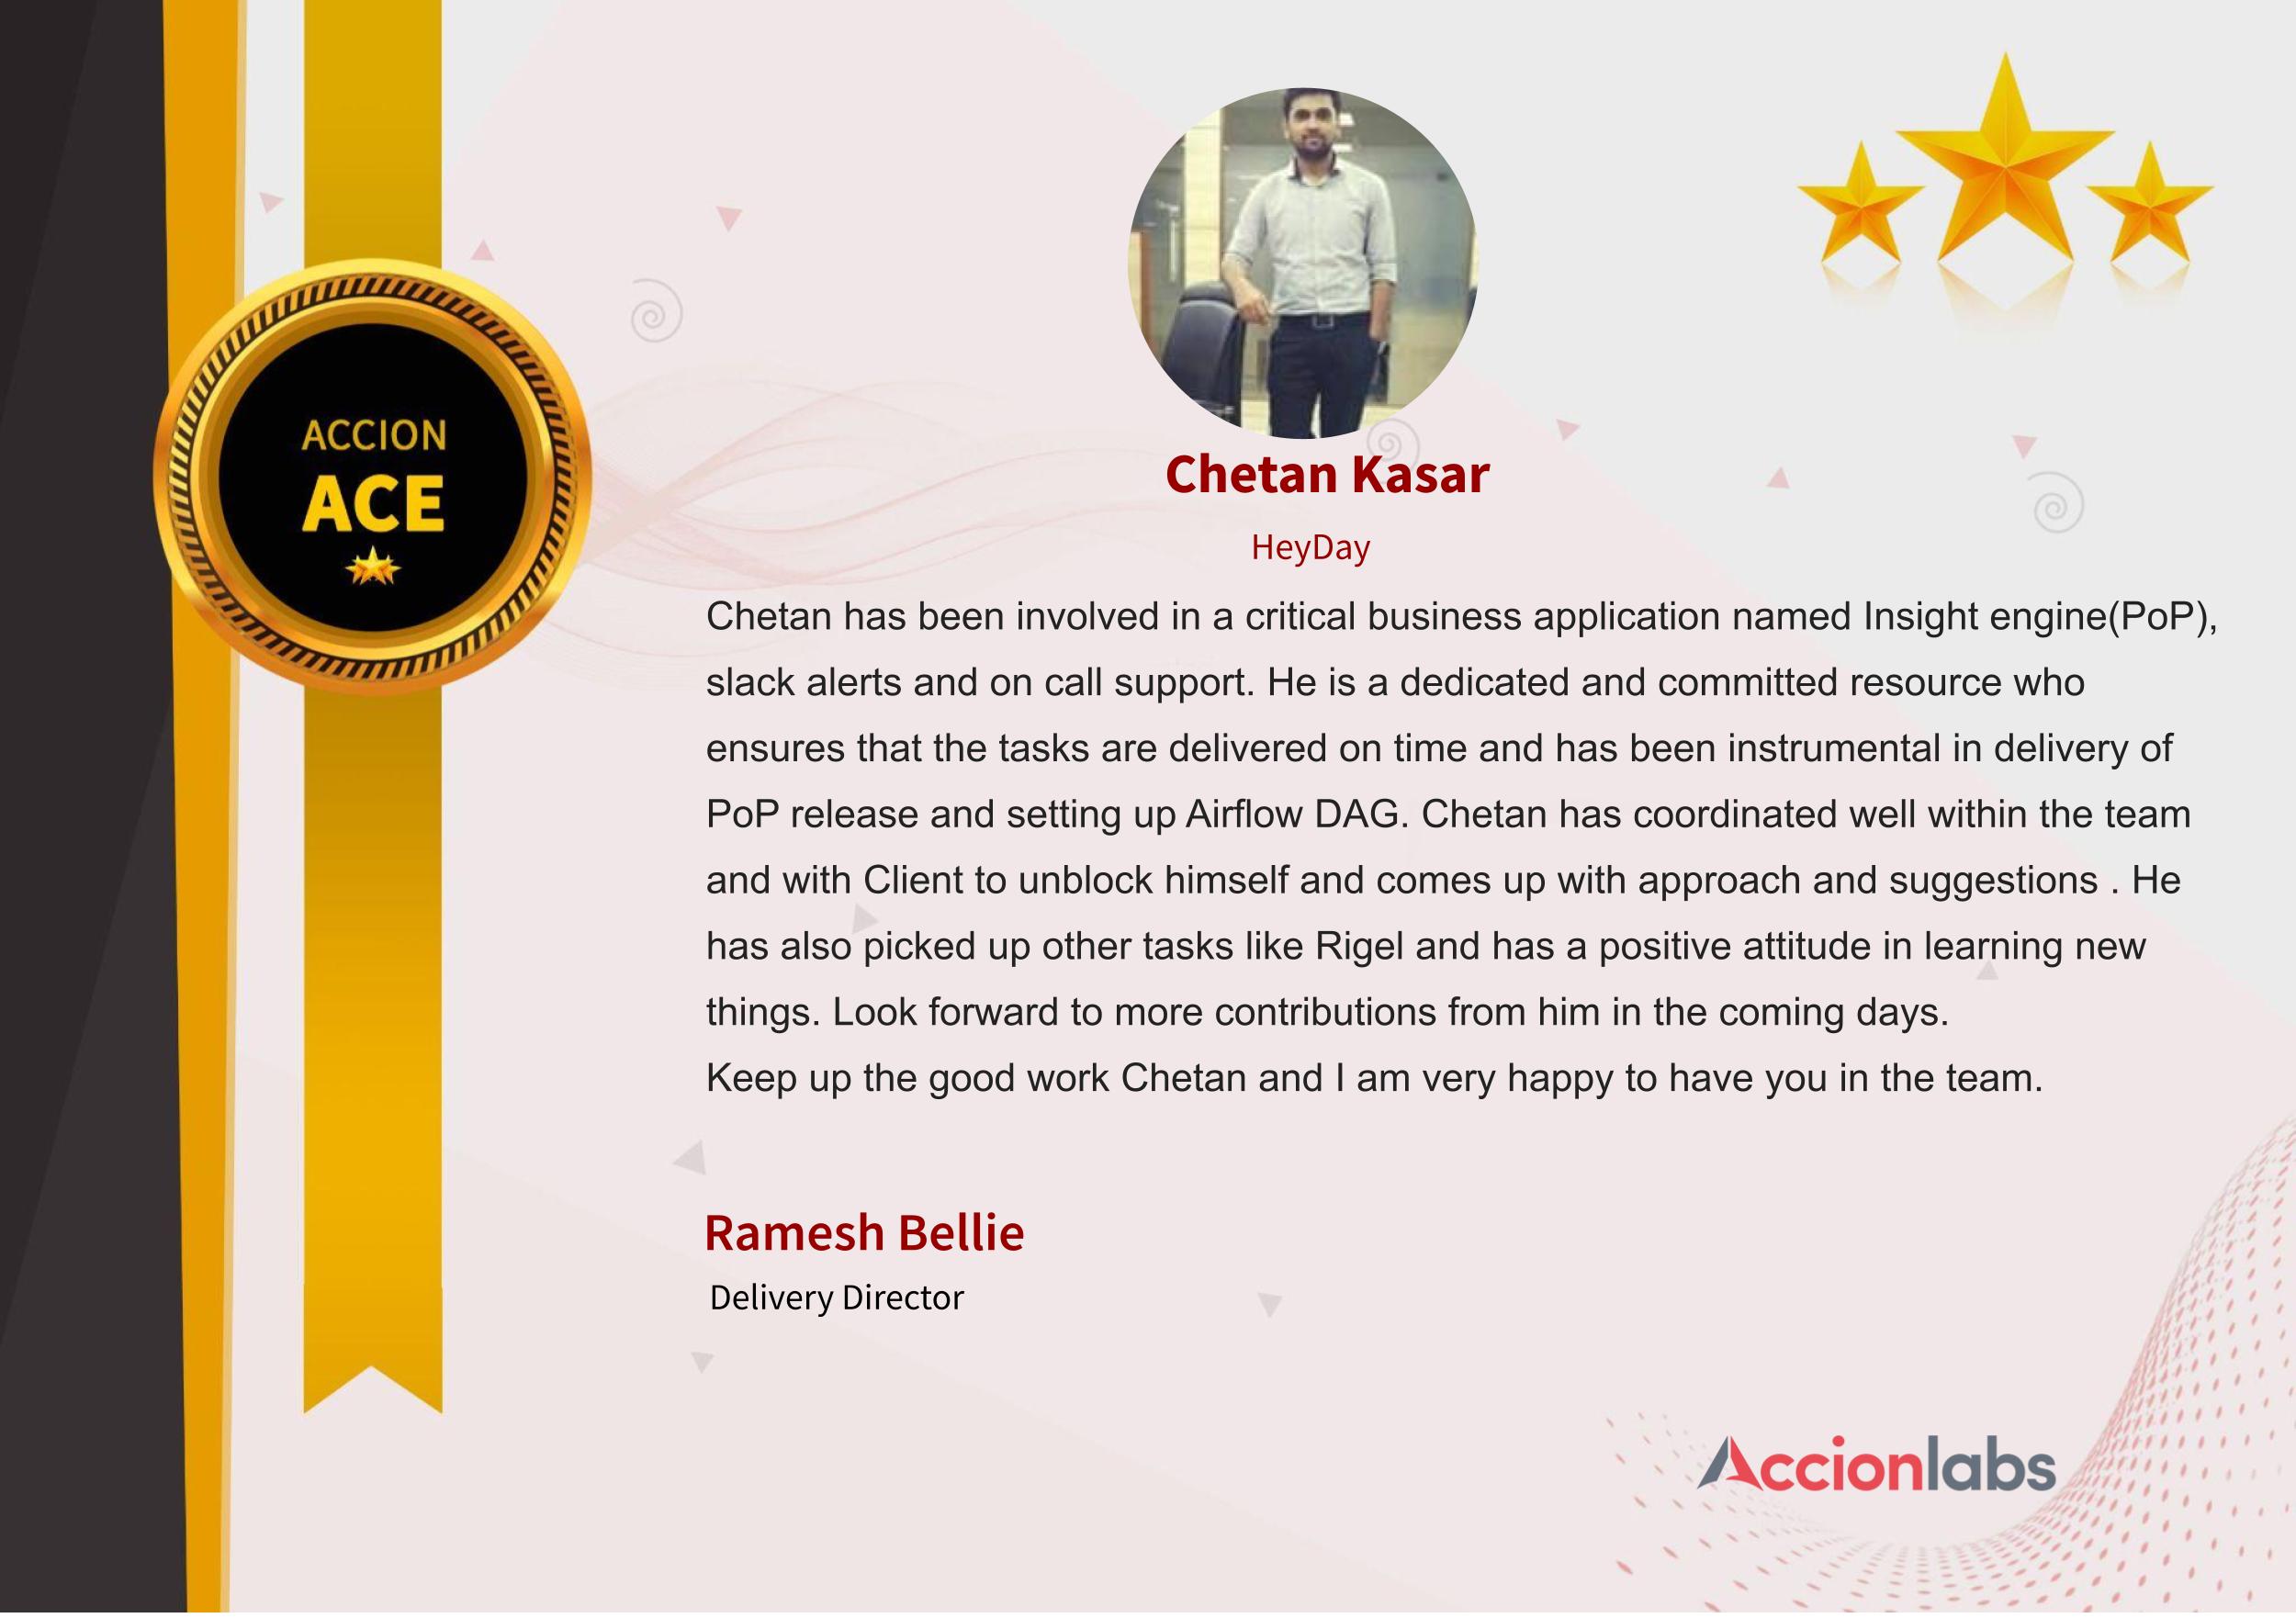 ACCION
ACE
Chetan Kasar
HeyDay
Chetan has been involved in a critical business application named Insight engine(PoP),
slack alerts and on call support. He is a dedicated and committed resource who
ensures that the tasks are delivered on time and has been instrumental in delivery of
PoP release and setting up Airflow DAG. Chetan has coordinated well within the team
and with Client to unblock himself and comes up with approach and suggestions . He
has also picked up other tasks like Rigel and has a positive attitude in learning new
things. Look forward to more contributions from him in the coming days.
Keep up the good work Chetan and I am very happy to have you in the team.
Ramesh Bellie
Delivery Director
Accionlabs